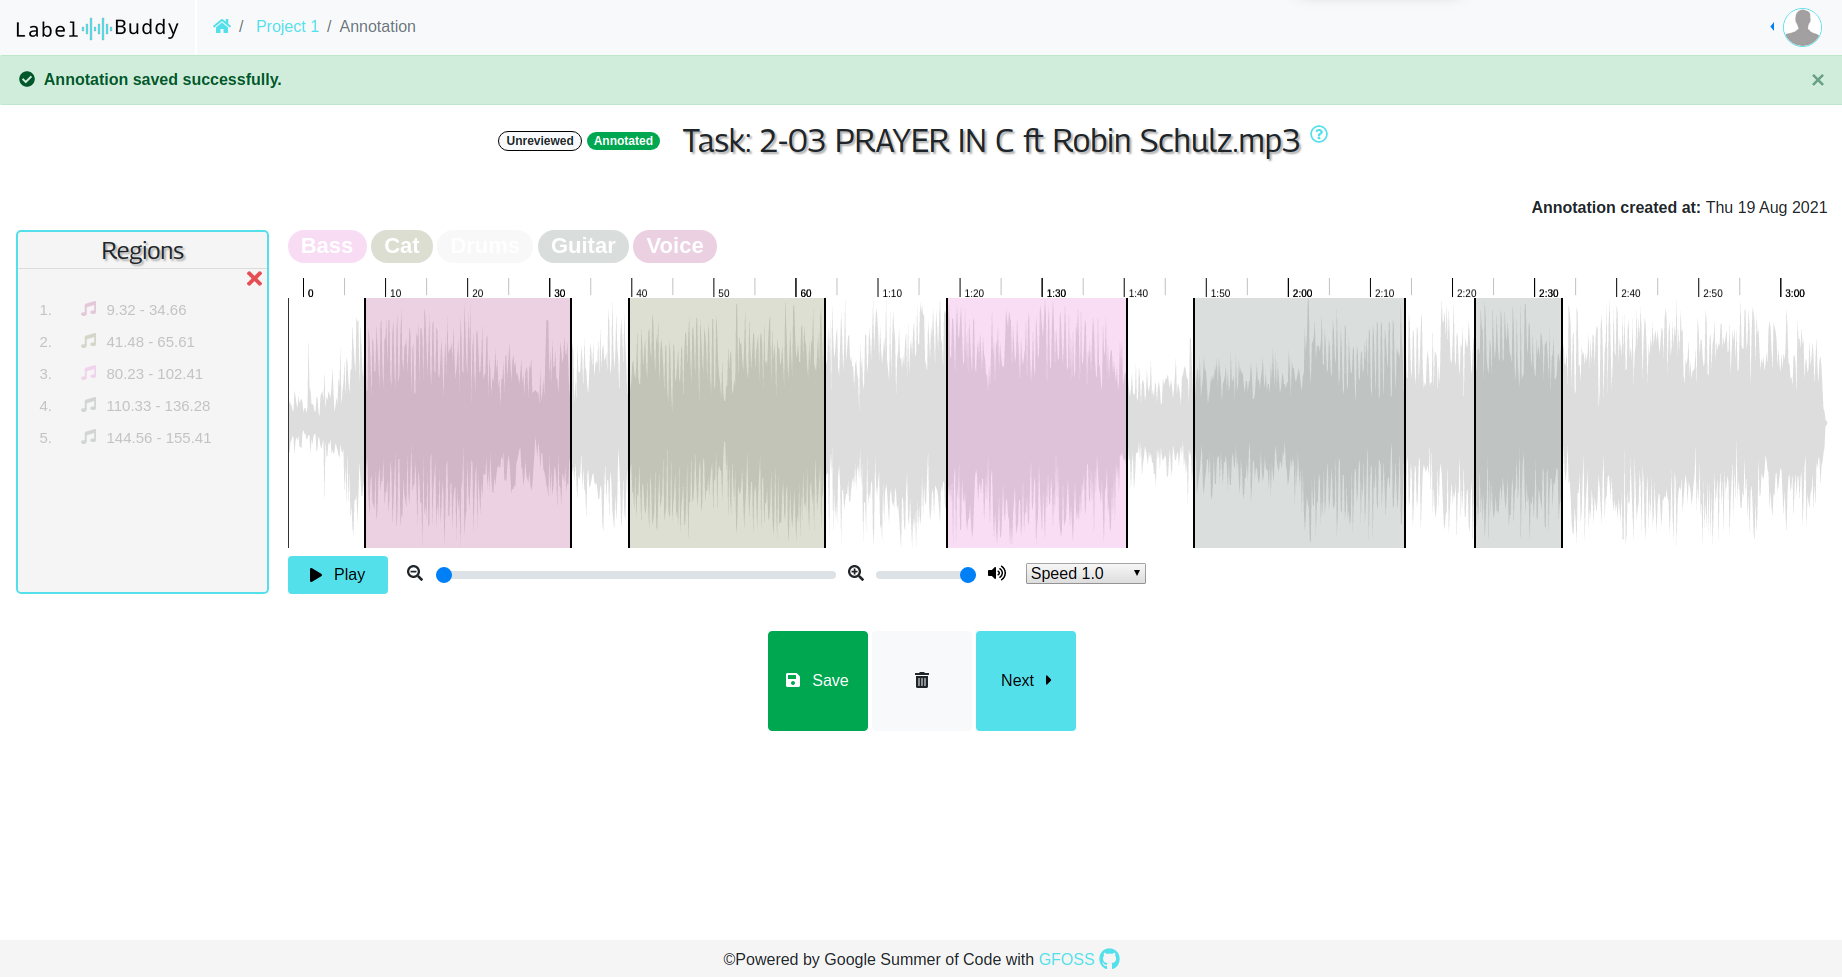 Label Buddy
/ Project 1 / Annotation
Annotation saved successfully.
×
Unreviewed Annotated Task: 2-03 PRAYER IN C ft Robin Schulz.mp3 ?
Annotation created at: Thu 19 Aug 2021
Regions
1. 9.32 - 34.66
2. 41.48 - 65.61
3. 80.23 - 102.41
4. 110.33 - 136.28
5. 144.56 - 155.41
Bass Cat Drums Guitar Voice
0 10 20 30 40 50 60 1:10 1:20 1:30 1:40 1:50 2:00 2:10 2:20 2:30 2:40 2:50 3:00
Play Speed 1.0
Save Next
©Powered by Google Summer of Code with GFOSS